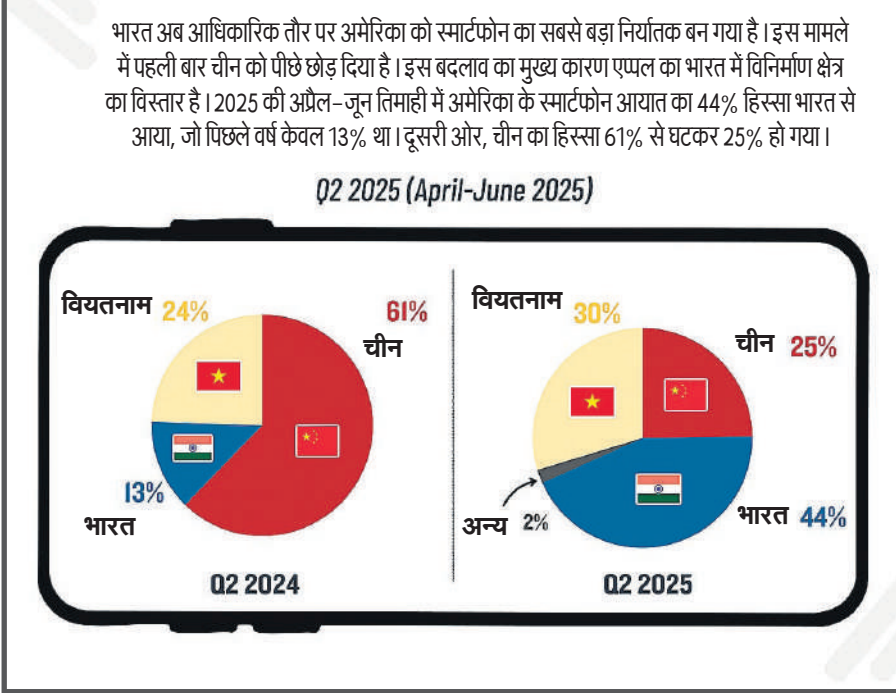 भारत अब आधिकारिक तौर पर अमेरिका को स्मार्टफोन का सबसे बड़ा निर्यातक बन गया है। इस मामले
में पहली बार चीन को पीछे छोड़ दिया है। इस बदलाव का मुख्य कारण एप्पल का भारत में विनिर्माण क्षेत्र
का विस्तार है। 2025 की अप्रैल-जून तिमाही में अमेरिका के स्मार्टफोन आयात का 44% हिस्सा भारत से
आया, जो पिछले वर्ष केवल 13% था। दूसरी ओर, चीन का हिस्सा 61% से घटकर 25% हो गया।
Q2 2025 (April-June 2025)
वियतनाम 24%
61%
चीन
13%
भारत
Q2 2024
वियतनाम 30%
चीन 25%
अन्य 2%
भारत 44%
Q2 2025